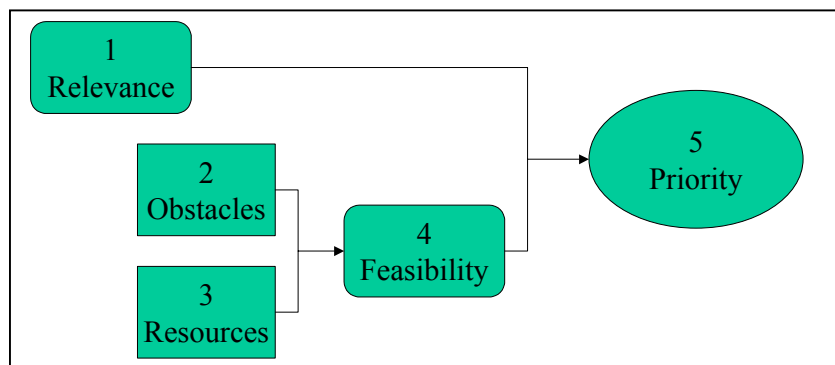 1
Relevance
2
Obstacles
3
Resources
4
Feasibility
5
Priority